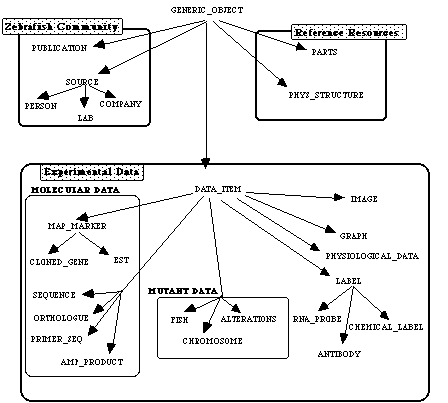 GENERIC_OBJECT
Zebrafish Community
Reference Resources
PUBLICATION
PARTS
SOURCE
PHYS_STRUCTURE
PERSON
COMPANY
LAB
Experimental Data
MOLECULAR DATA
DATA_ITEM
IMAGE
MAP_MARKER
GRAPH
CLONED_GENE
EST
PHYSIOLOGICAL_DATA
LABEL
SEQUENCE
MUTANT DATA
ORTHOLOGUE
FISH
ALTERATIONS
RNA_PROBE
CHEMICAL_LABEL
PRIMER_SEQ
CHROMOSOME
ANTIBODY
AMP_PRODUCT